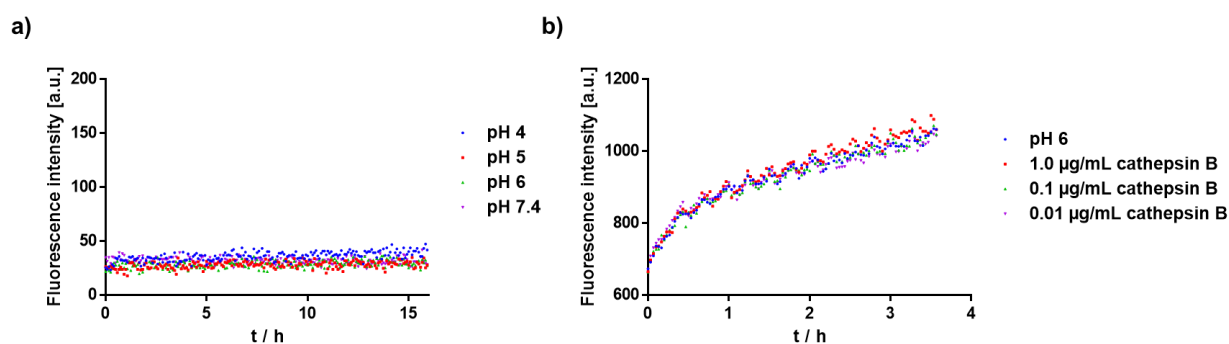 a)
Fluorescence intensity [a.u.]
200
150
100
50
0
0
5
10
15
t / h
pH 4
pH 5
pH 6
pH 7.4
b)
Fluorescence intensity [a.u.]
1200
1000
800
600
0
1
2
3
4
t / h
pH 6
1.0 µg/mL cathepsin B
0.1 µg/mL cathepsin B
0.01 µg/mL cathepsin B